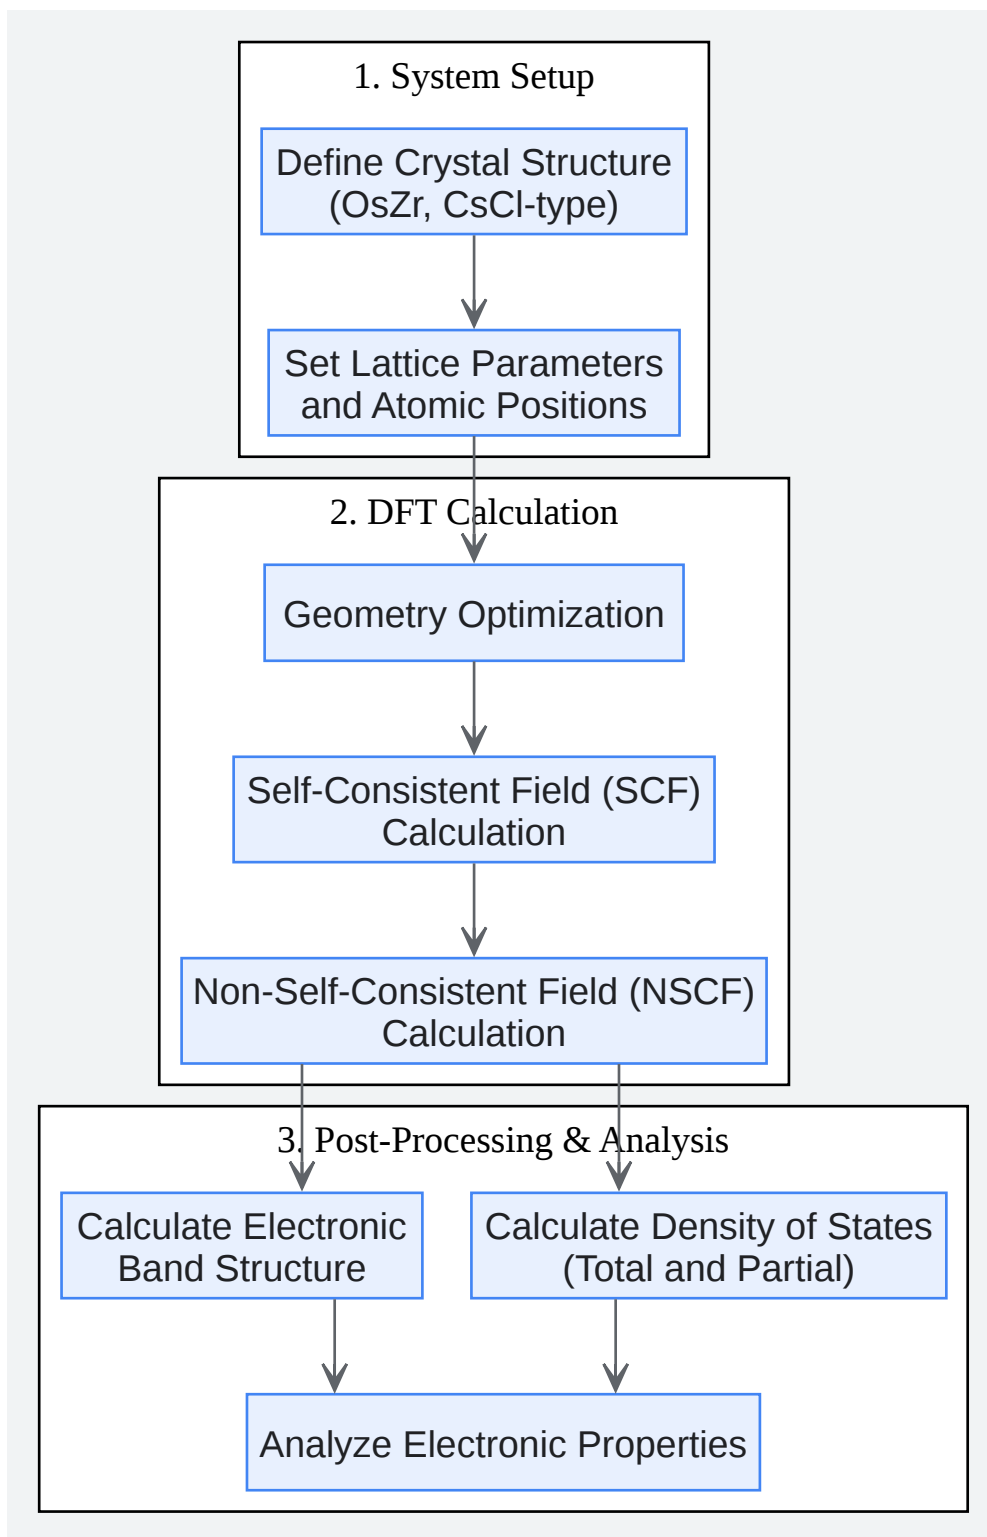 1. System Setup
Define Crystal Structure
(OsZr, CsCl-type)
Set Lattice Parameters
and Atomic Positions
2. DFT Calculation
Geometry Optimization
Self-Consistent Field (SCF)
Calculation
Non-Self-Consistent Field (NSCF)
Calculation
3. Post-Processing & Analysis
Calculate Electronic
Band Structure
Calculate Density of States
(Total and Partial)
Analyze Electronic Properties